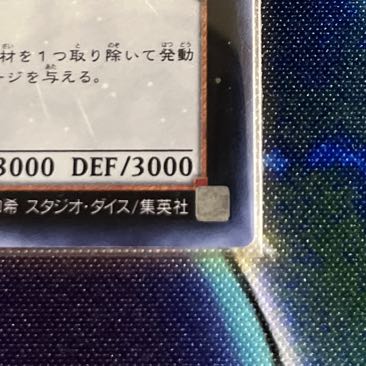 材を1つ取り除いて発動
ージを与える。
3000 DEF/3000
希 スタジオ・ダイス/集英社